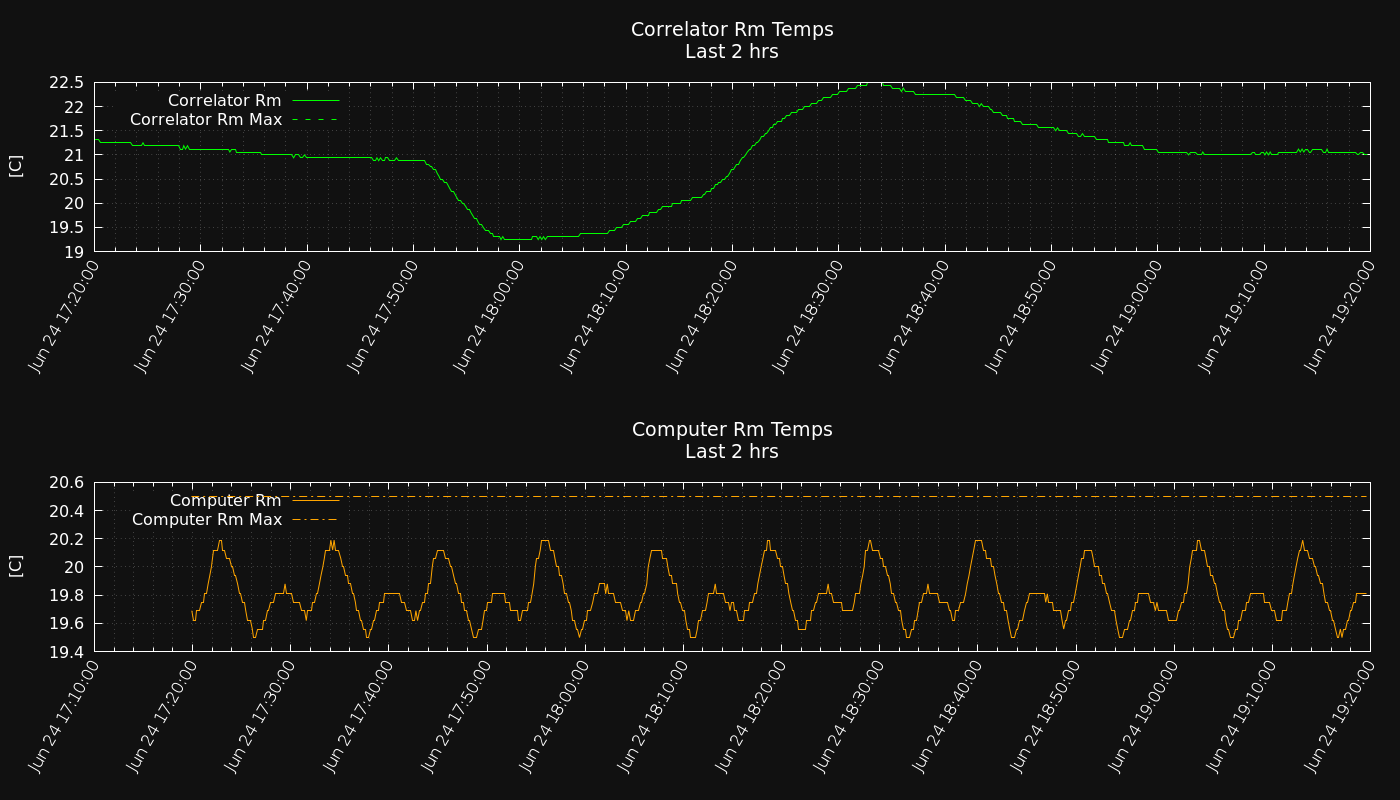 Correlator Rm Temps
Last 2 hrs
22.5
22
21.5
21
20.5
20
19.5
19
[C]
Correlator Rm
Correlator Rm Max
Jun 24 17:20:00
Jun 24 17:30:00
Jun 24 17:40:00
Jun 24 17:50:00
Jun 24 18:00:00
Jun 24 18:10:00
Jun 24 18:20:00
Jun 24 18:30:00
Jun 24 18:40:00
Jun 24 18:50:00
Jun 24 19:00:00
Jun 24 19:10:00
Jun 24 19:20:00
Computer Rm Temps
Last 2 hrs
20.6
20.4
20.2
20
19.8
19.6
19.4
[C]
Computer Rm
Computer Rm Max
Jun 24 17:10:00
Jun 24 17:20:00
Jun 24 17:30:00
Jun 24 17:40:00
Jun 24 17:50:00
Jun 24 18:00:00
Jun 24 18:10:00
Jun 24 18:20:00
Jun 24 18:30:00
Jun 24 18:40:00
Jun 24 18:50:00
Jun 24 19:00:00
Jun 24 19:10:00
Jun 24 19:20:00